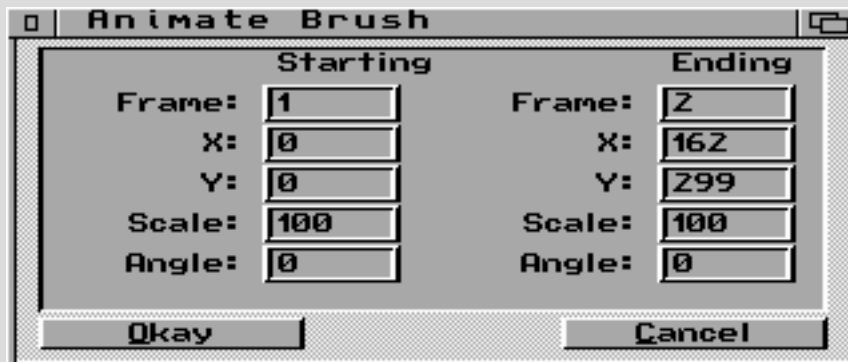 Animate Brush
Starting Ending
Frame: 1 Frame: 2
X: 0 X: 162
Y: 0 Y: 299
Scale: 100 Scale: 100
Angle: 0 Angle: 0
Okay Cancel